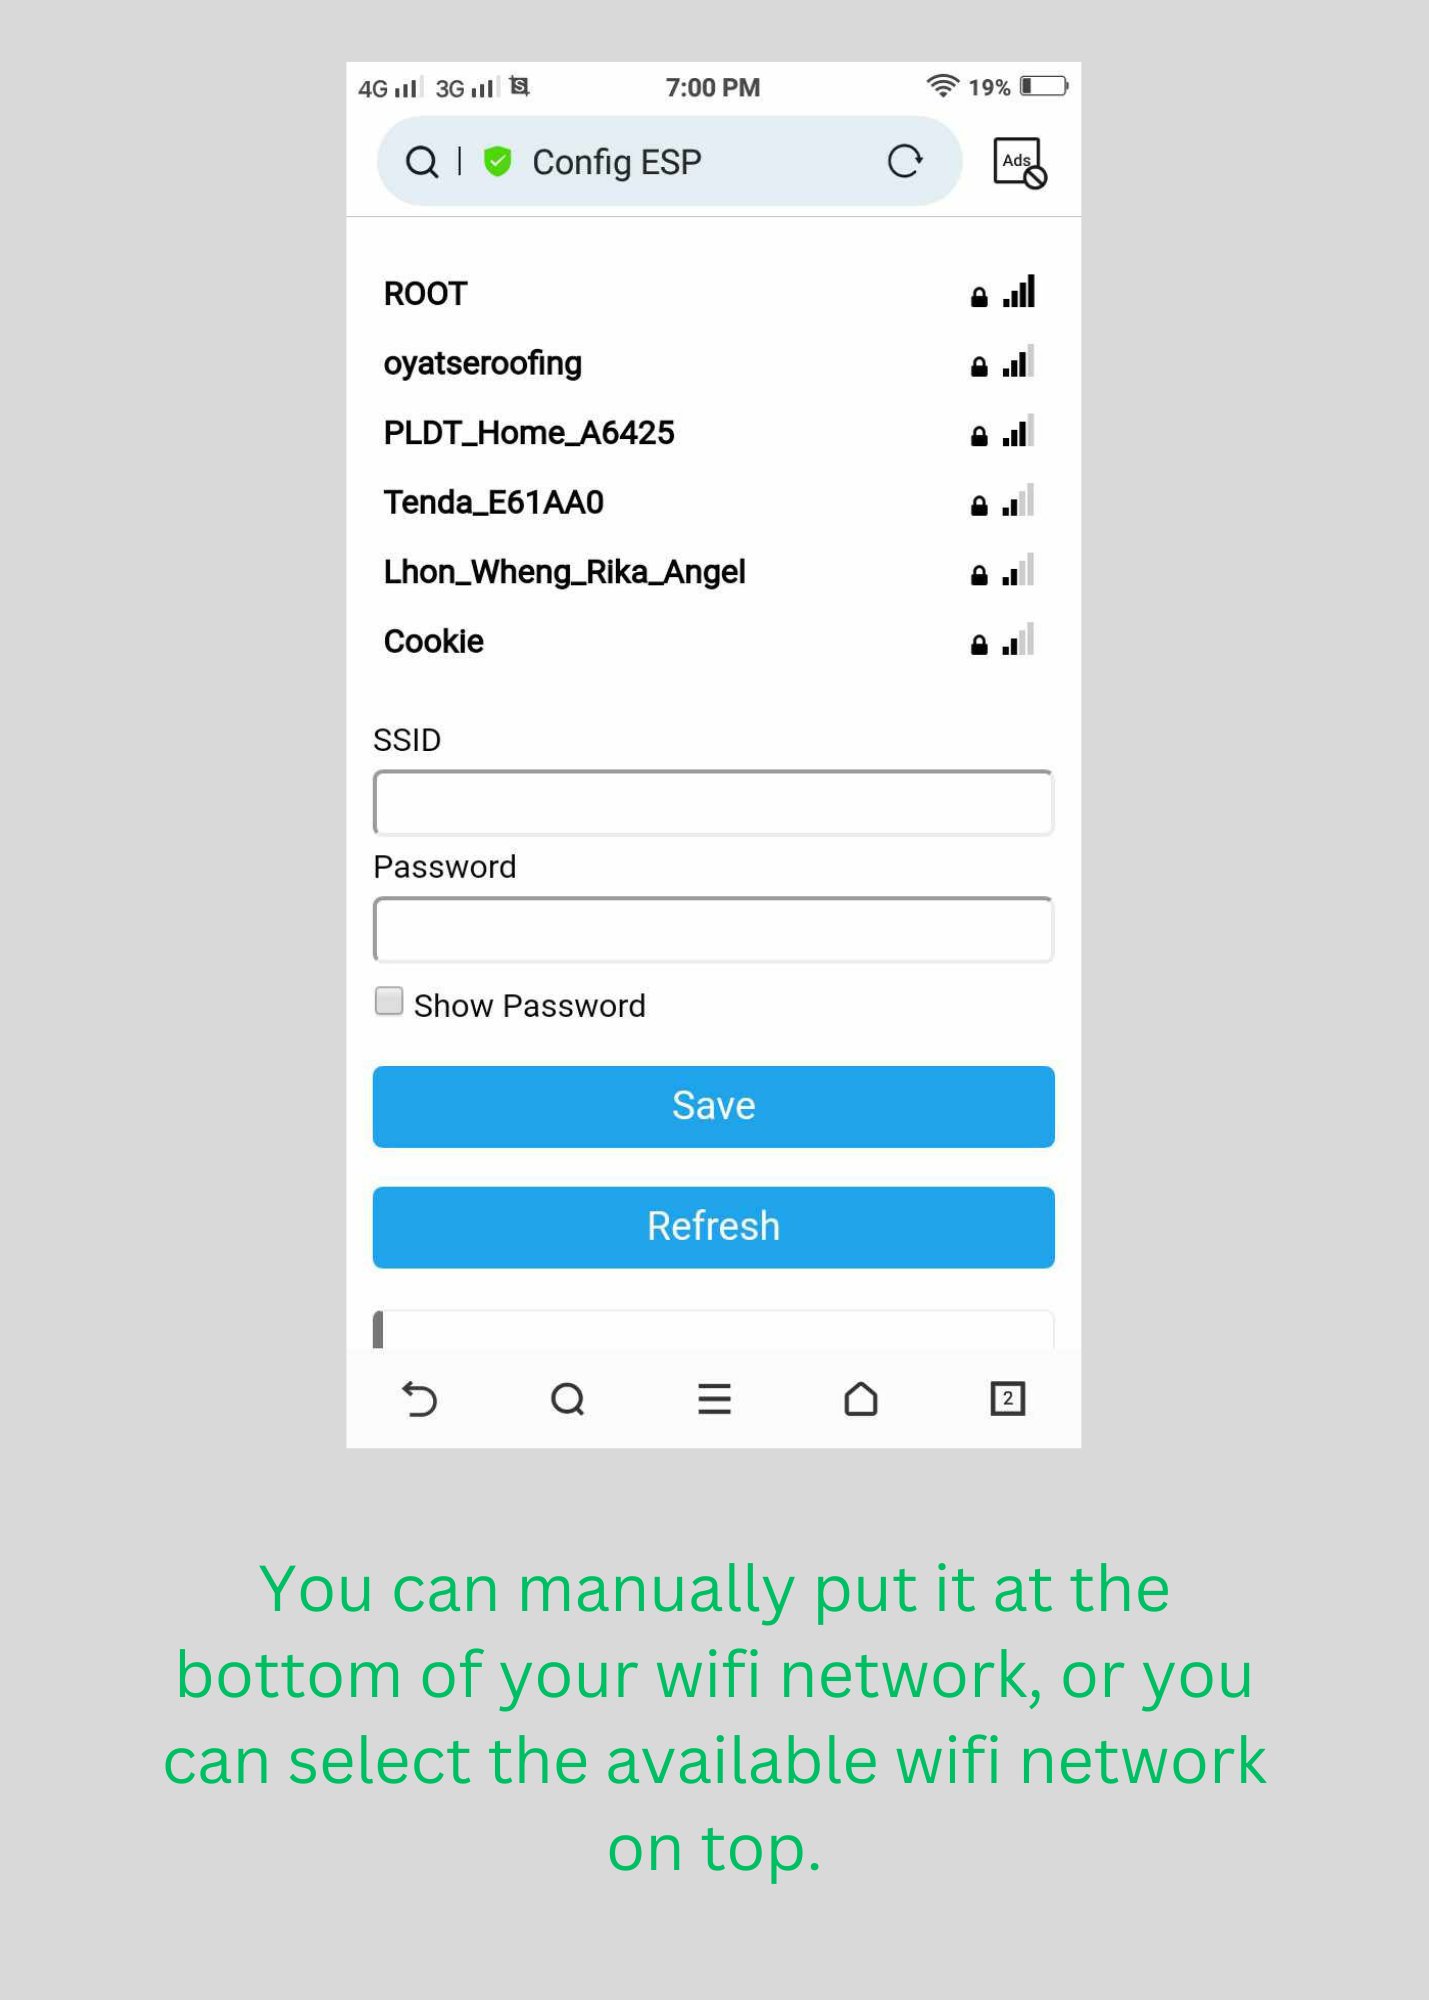 4G 3G S 7:00 PM 19%
Config ESP Ads
ROOT
oyatseroofing
PLDT_Home_A6425
Tenda_E61AA0
Lhon_Wheng_Rika_Angel
Cookie
SSID
Password
Show Password
Save
Refresh
2
You can manually put it at the
bottom of your wifi network, or you
can select the available wifi network
on top.